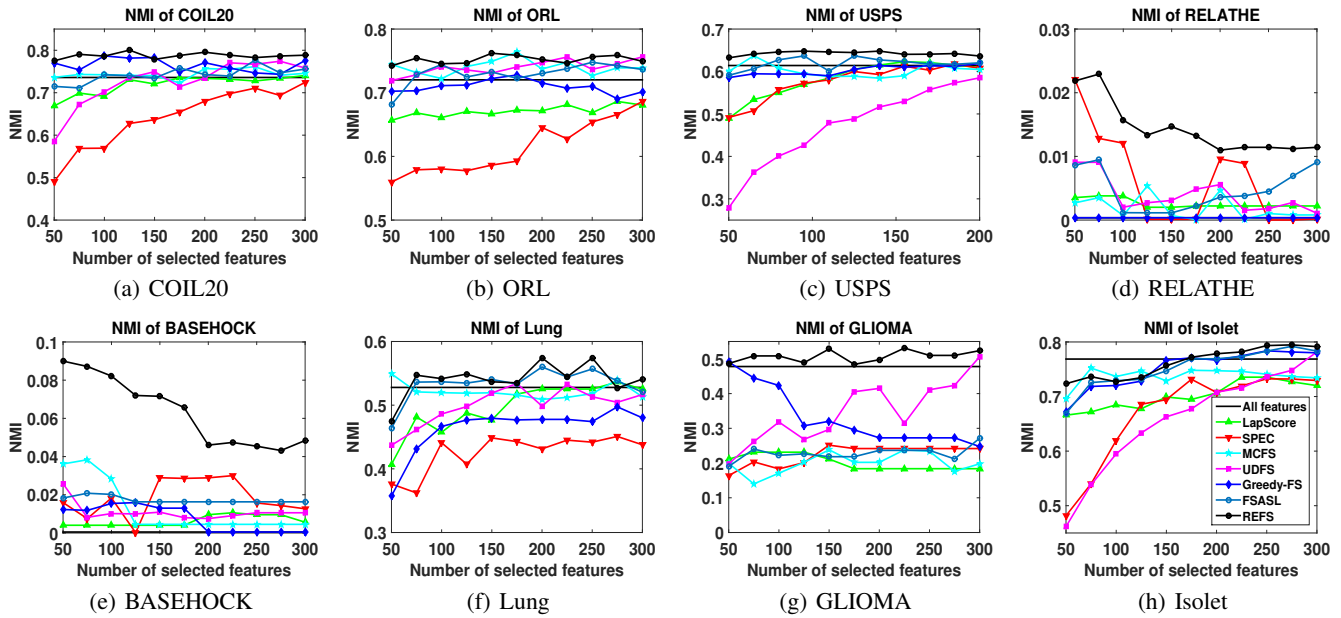 NMI of COIL20
NMI
0.8
0.7
0.6
0.5
0.4
50 100 150 200 250 300
Number of selected features
(a) COIL20
NMI of ORL
NMI
0.8
0.7
0.6
0.5
50 100 150 200 250 300
Number of selected features
(b) ORL
NMI of USPS
NMI
0.7
0.6
0.5
0.4
0.3
50 100 150 200
Number of selected features
(c) USPS
NMI of RELATHE
NMI
0.03
0.02
0.01
0
50 100 150 200 250 300
Number of selected features
(d) RELATHE
NMI of BASEHOCK
NMI
0.1
0.08
0.06
0.04
0.02
0
50 100 150 200 250 300
Number of selected features
(e) BASEHOCK
NMI of Lung
NMI
0.6
0.5
0.4
0.3
50 100 150 200 250 300
Number of selected features
(f) Lung
NMI of GLIOMA
NMI
0.5
0.4
0.3
0.2
0.1
0
50 100 150 200 250 300
Number of selected features
(g) GLIOMA
NMI of Isolet
NMI
0.8
0.7
0.6
0.5
50 100 150 200 250 300
Number of selected features
All features
LapScore
SPEC
MCFS
UDFS
Greedy-FS
FSASL
REFS
(h) Isolet